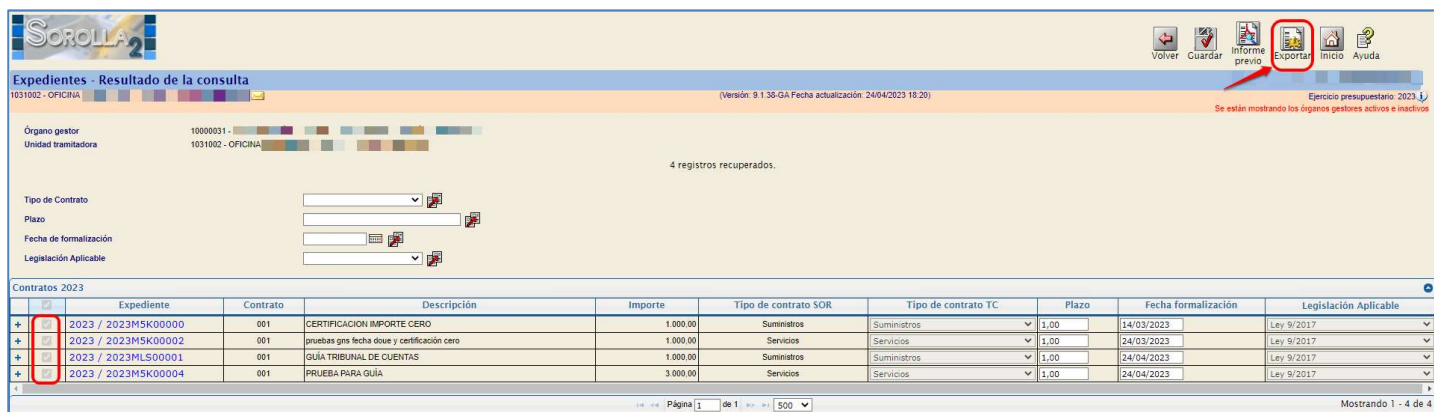 SOROLLA2
Volver Guardar Informe previo Exportar Inicio Ayuda
Expedientes - Resultado de la consulta
1031002 - OFICINA (Versión: 9.1.38-GA Fecha actualización: 24/04/2023 18:20) Ejercicio presupuestario: 2023
Se están mostrando los órganos gestores activos e inactivos
Órgano gestor 10000031 -
Unidad tramitadora 1031002 - OFICINA
4 registros recuperados.
Tipo de Contrato
Plazo
Fecha de formalización
Legislación Aplicable
Contratos 2023
Expediente Contrato Descripción Importe Tipo de contrato SOR Tipo de contrato TC Plazo Fecha formalización Legislación Aplicable
+ 2023 / 2023M5K00000 001 CERTIFICACION IMPORTE CERO 1.000,00 Suministros Suministros 1,00 14/03/2023 Ley 9/2017
+ 2023 / 2023M5K00002 001 pruebas gns fecha doue y certificación cero 1.000,00 Servicios Servicios 1,00 24/03/2023 Ley 9/2017
+ 2023 / 2023MLS00001 001 GUÍA TRIBUNAL DE CUENTAS 1.000,00 Suministros Suministros 1,00 24/04/2023 Ley 9/2017
+ 2023 / 2023M5K00004 001 PRUEBA PARA GUÍA 3.000,00 Servicios Servicios 1,00 24/04/2023 Ley 9/2017
Página 1 de 1 500 Mostrando 1 - 4 de 4